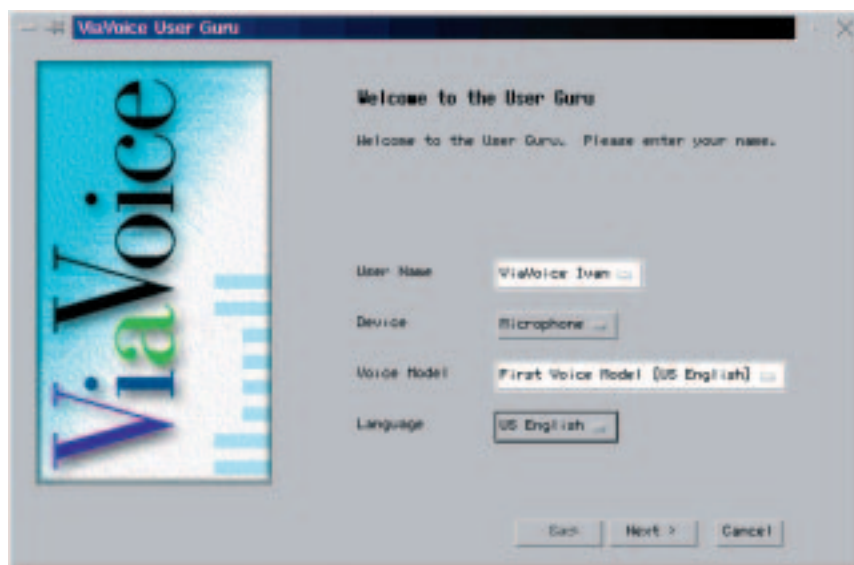 ViaVoice User Guru
ViaVoice
Welcome to the User Guru
Welcome to the User Guru. Please enter your name.
User Name ViaVoice Ivan
Device Microphone
Voice Model First Voice Model (US English)
Language US English
Back Next > Cancel